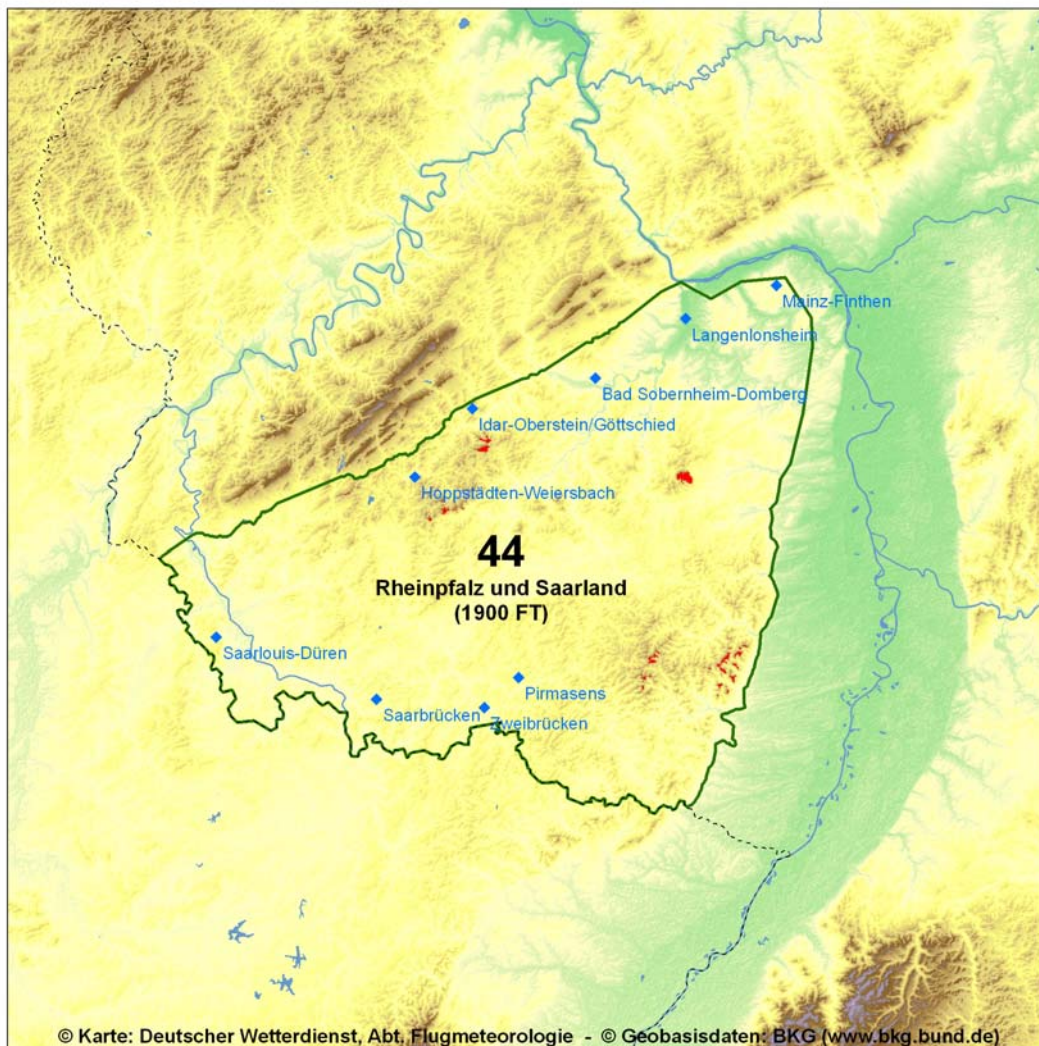 Mainz-Finthen
Langenlonsheim
Bad Sobernheim-Domberg
Idar-Oberstein/Göttschied
Hoppstädten-Weiersbach
44
Rheinpfalz und Saarland
(1900 FT)
Saarlouis-Düren
Pirmasens
Saarbrücken
Zweibrücken
© Karte: Deutscher Wetterdienst, Abt. Flugmeteorologie - © Geobasisdaten: BKG (www.bkg.bund.de)